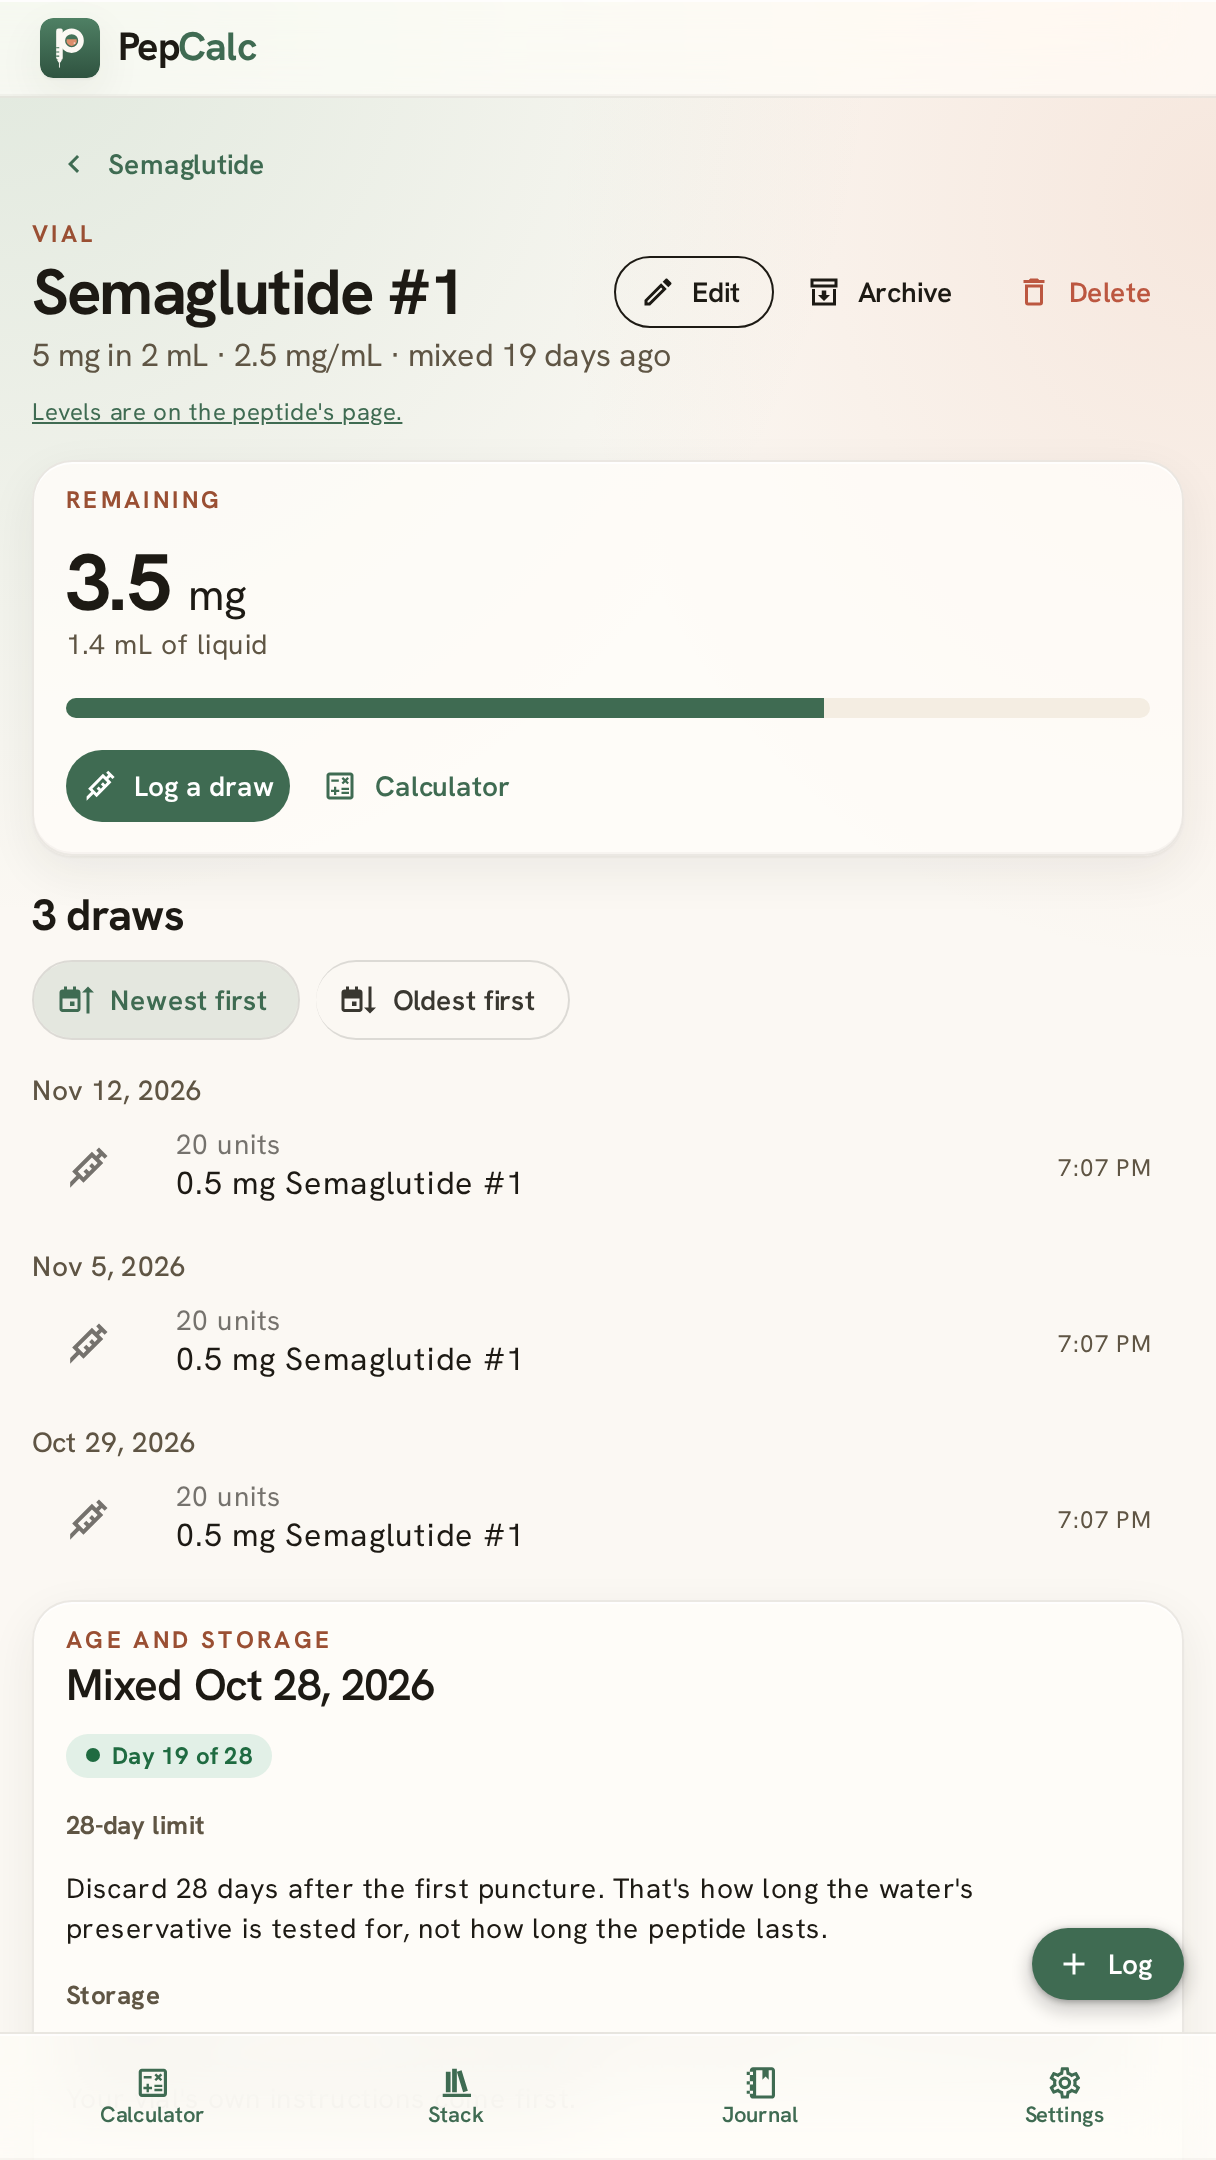 PepCalc
Semaglutide
VIAL
Semaglutide #1
Edit
Archive
Delete
5 mg in 2 mL · 2.5 mg/mL · mixed 19 days ago
Levels are on the peptide's page.
REMAINING
3.5 mg
1.4 mL of liquid
Log a draw
Calculator
3 draws
Newest first
Oldest first
Nov 12, 2026
20 units
0.5 mg Semaglutide #1
7:07 PM
Nov 5, 2026
20 units
0.5 mg Semaglutide #1
7:07 PM
Oct 29, 2026
20 units
0.5 mg Semaglutide #1
7:07 PM
AGE AND STORAGE
Mixed Oct 28, 2026
Day 19 of 28
28-day limit
Discard 28 days after the first puncture. That's how long the water's
preservative is tested for, not how long the peptide lasts.
Log
Storage
Your vial's own instructions come first.
Calculator
Stack
Journal
Settings